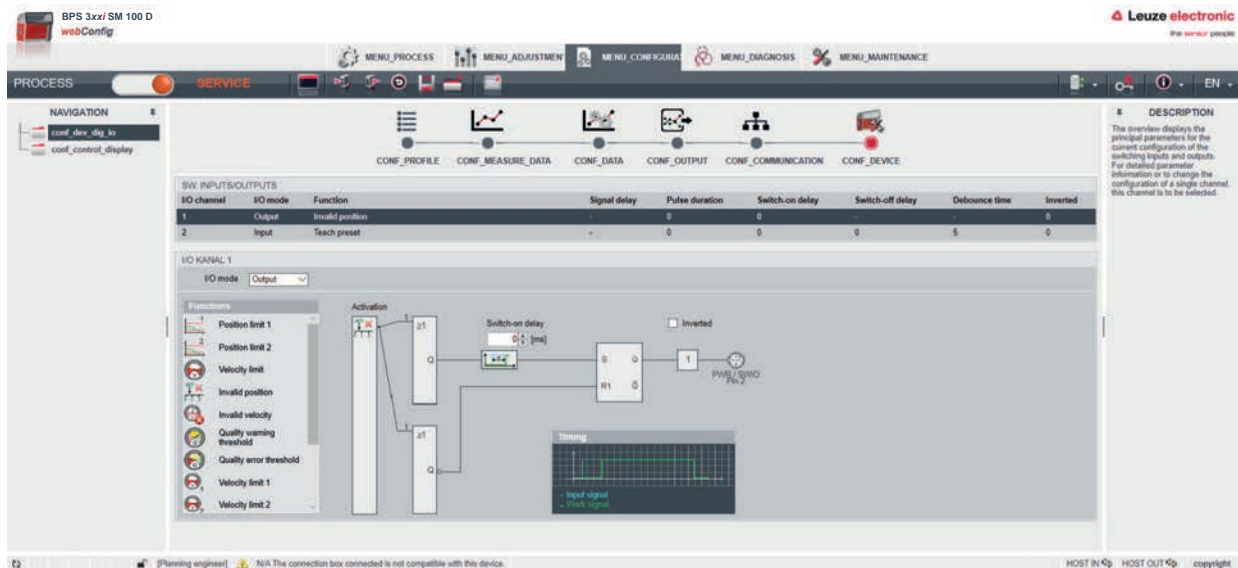 BPS 3xxi SM 100 D
webConfig
Leuze electronic
the sensor people
MENU_PROCESS MENU_ADJUSTMEN MENU_CONFIGURA MENU_DIAGNOSIS MENU_MAINTENANCE
PROCESS SERVICE EN
NAVIGATION
conf_dev_dig_io
conf_control_display
CONF_PROFILE CONF_MEASURE_DATA CONF_DATA CONF_OUTPUT CONF_COMMUNICATION CONF_DEVICE
SW. INPUTS/OUTPUTS
I/O channel I/O mode Function Signal delay Pulse duration Switch-on delay Switch-off delay Debounce time Inverted
1 Output Invalid position - 0 0 - - 0
2 Input Teach preset - 0 0 0 5 0
I/O KANAL 1
I/O mode Output
Functions
Position limit 1
Position limit 2
Velocity limit
Invalid position
Invalid velocity
Quality warning
threshold
Quality error threshold
Velocity limit 1
Velocity limit 2
Activation
1 ≥1
Q
Switch-on delay
0 [ms]
Inverted
S Q
R1 Q̅
1
PWR / SWIO
Pin 2
1 ≥1
Q
Timing
- Input signal
- Work signal
DESCRIPTION
The overview displays the
principal parameters for the
current configuration of the
switching inputs and outputs.
For detailed parameter
information or to change the
configuration of a single channel,
this channel is to be selected.
[Planning engineer] N/A The connection box connected is not compatible with this device. HOST IN HOST OUT copyright